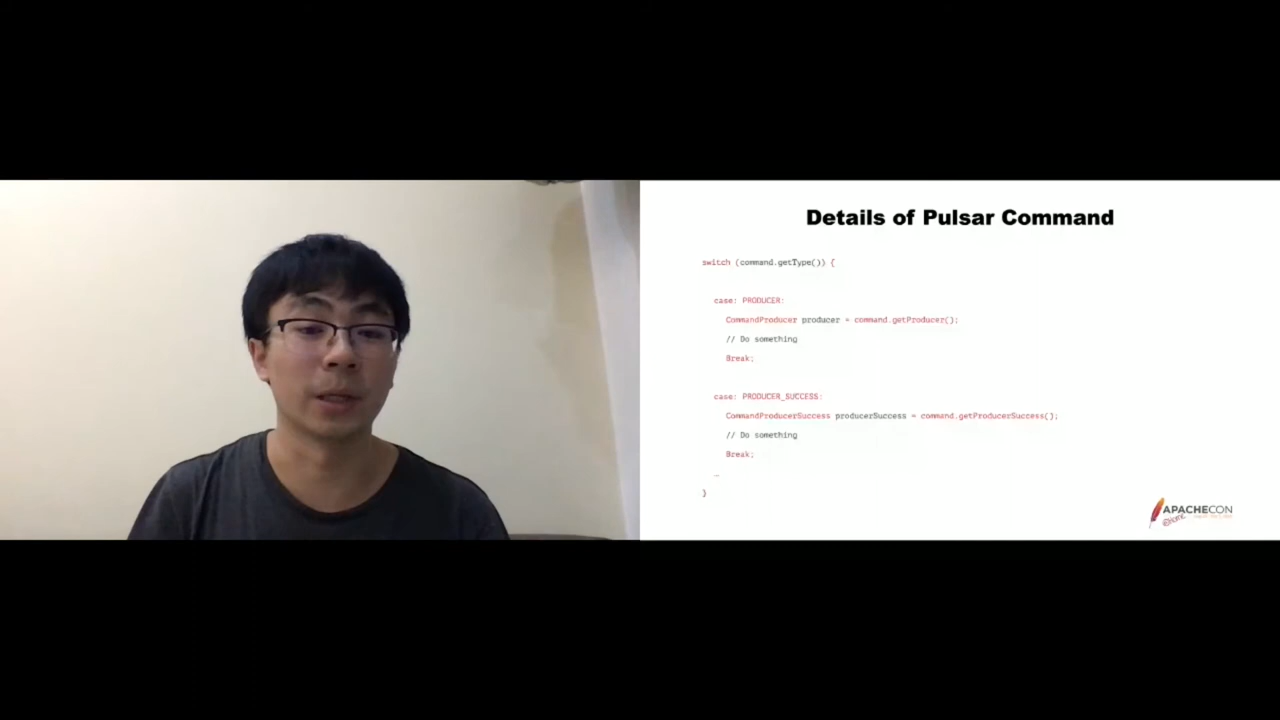 Details of Pulsar Command
switch (command.getType()) {
case: PRODUCER:
CommandProducer producer = command.getProducer();
// Do something
Break;
case: PRODUCER_SUCCESS:
CommandProducerSuccess producerSuccess = command.getProducerSuccess();
// Do something
Break;
…
}
APACHECON
@HOME